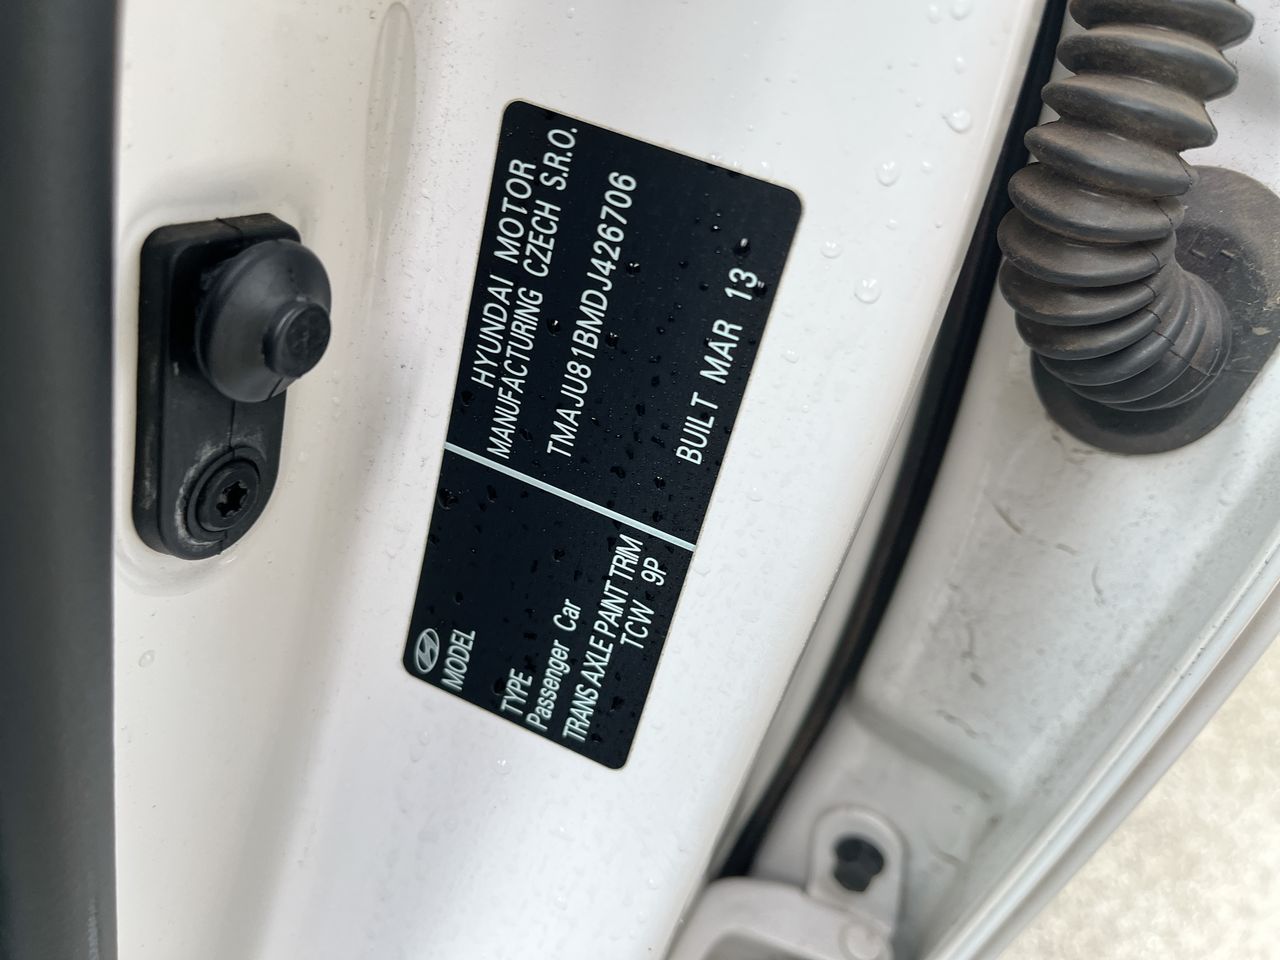 HYUNDAI MOTOR
MANUFACTURING CZECH S.R.O.
TMAJU81BMDJ426706
BUILT MAR 13
MODEL
TYPE
Passenger Car
TRANS AXLE PAINT TRIM
TCW 9P